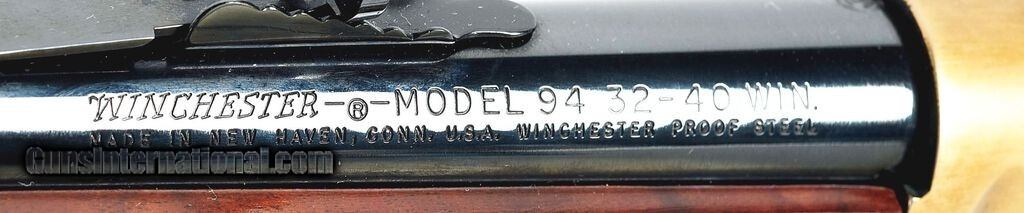 WINCHESTER-®-MODEL 94 32-40 WIN.
MADE IN NEW HAVEN, CONN. U.S.A. WINCHESTER PROOF STEEL
GunsInternational.com